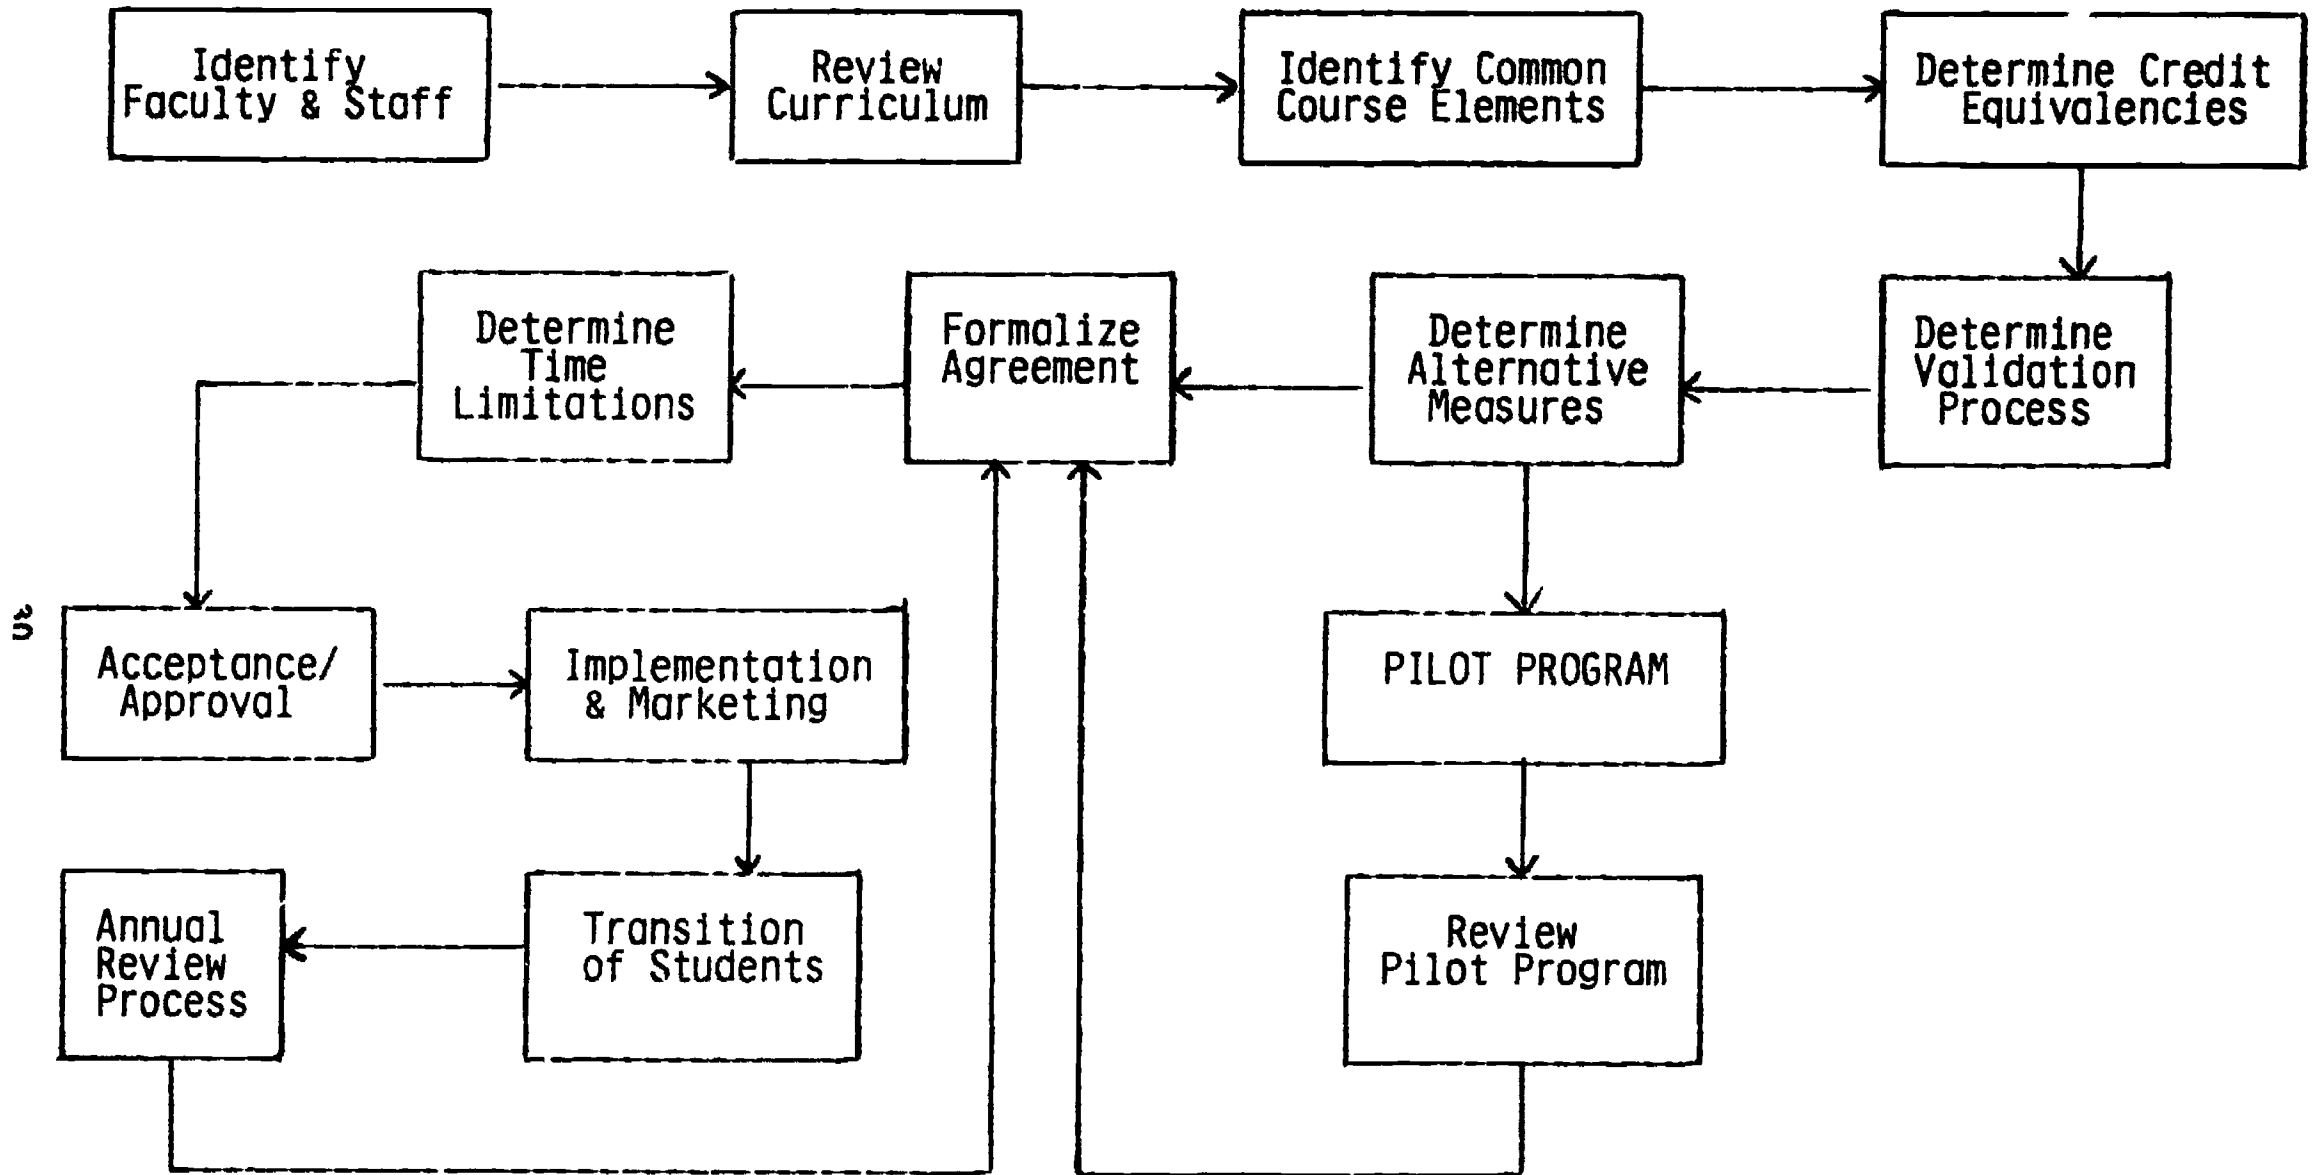 Identify
Faculty & Staff
Review
Curriculum
Identify Common
Course Elements
Determine Credit
Equivalencies
Determine
Validation
Process
Determine
Alternative
Measures
Formalize
Agreement
Determine
Time
Limitations
Acceptance/
Approval
Implementation
& Marketing
PILOT PROGRAM
Review
Pilot Program
Transition
of Students
Annual
Review
Process